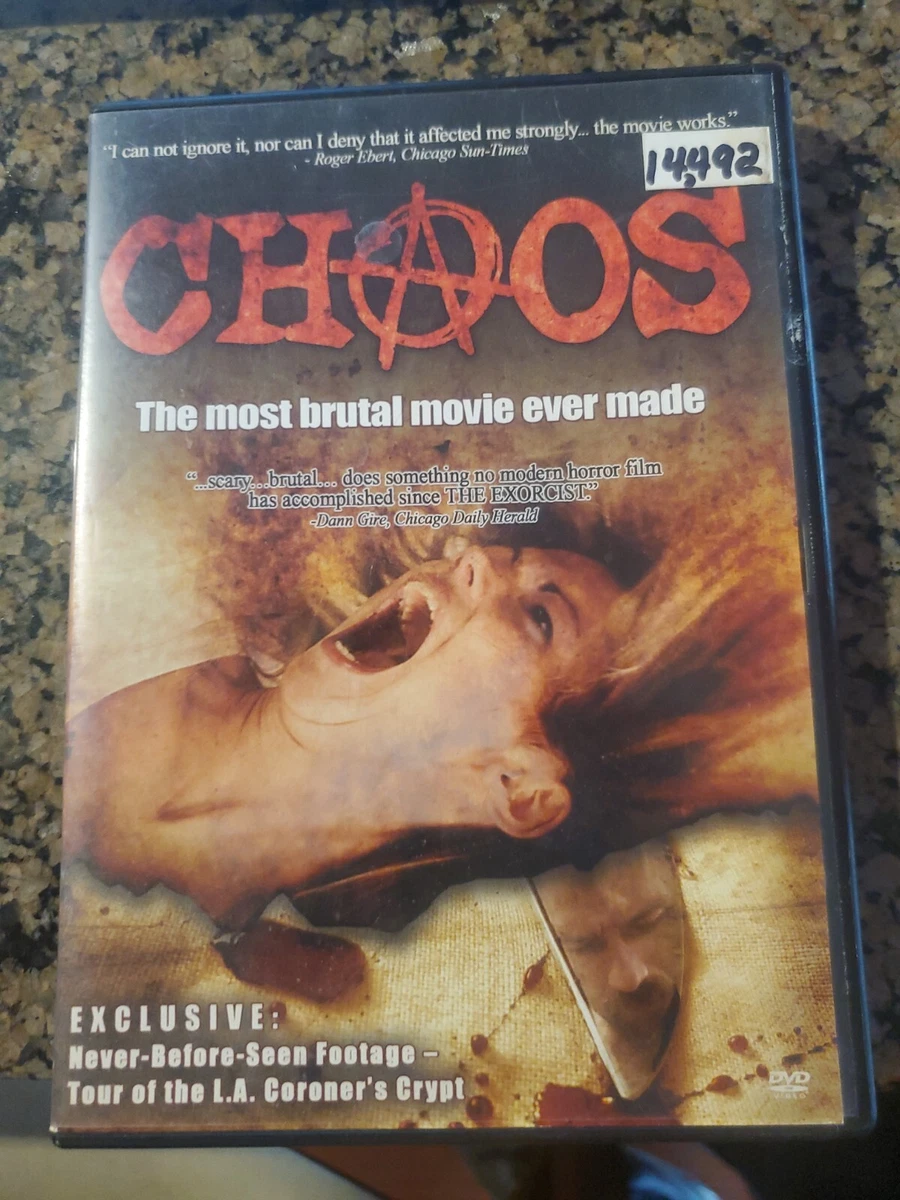 “I can not ignore it, nor can I deny that it affected me strongly... the movie works.”
- Roger Ebert, Chicago Sun-Times
14,492
CHAOS
The most brutal movie ever made
“...scary...brutal... does something no modern horror film
has accomplished since THE EXORCIST.”
-Dann Gire, Chicago Daily Herald
EXCLUSIVE:
Never-Before-Seen Footage –
Tour of the L.A. Coroner's Crypt
DVD
VIDEO